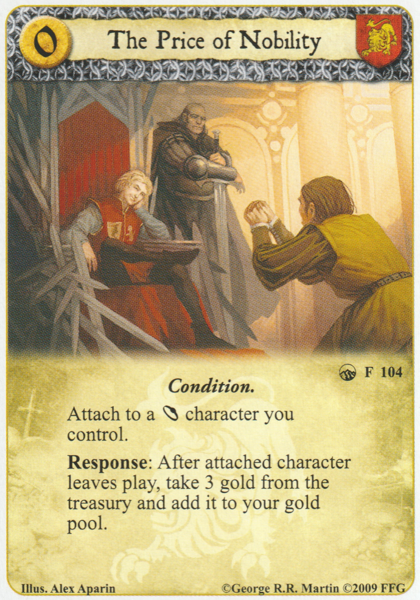 0
The Price of Nobility
F 104
Condition.
Attach to a character you
control.
Response: After attached character
leaves play, take 3 gold from the
treasury and add it to your gold
pool.
Illus. Alex Aparin ©George R.R. Martin ©2009 FFG